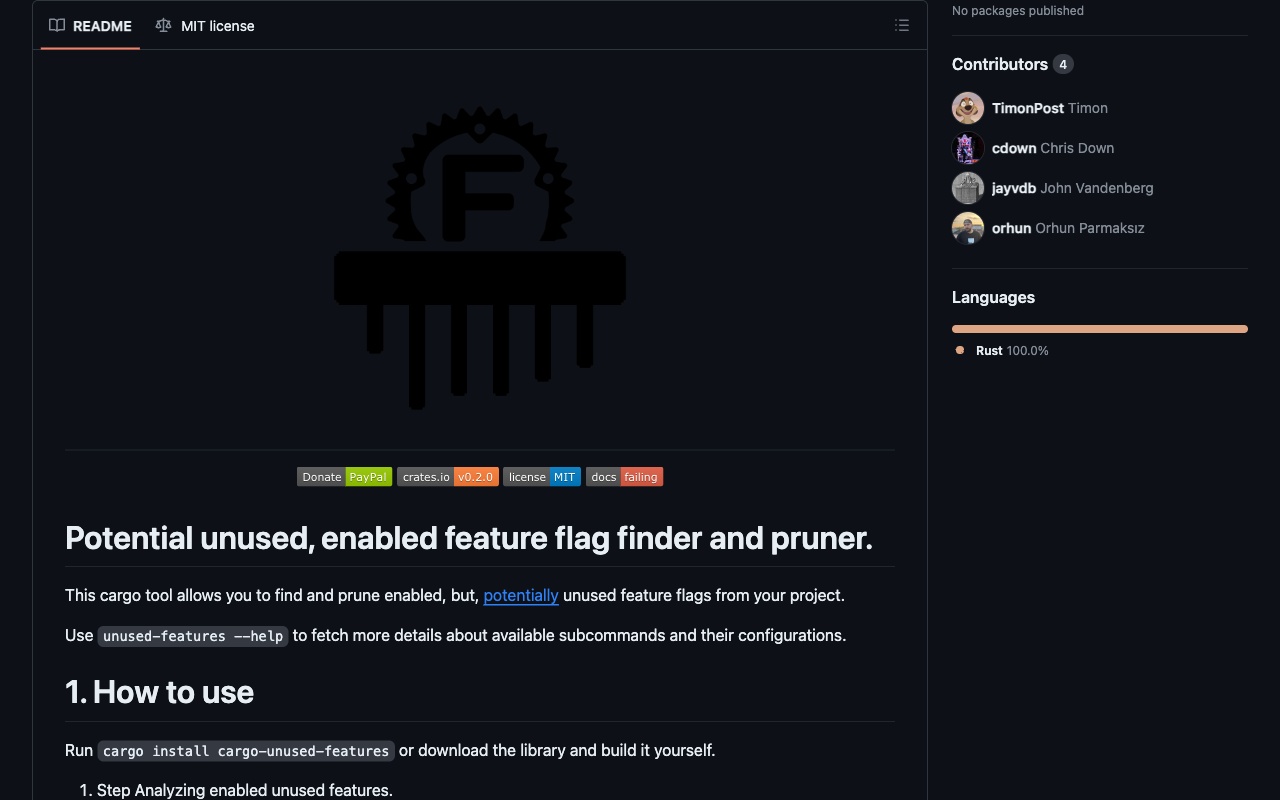 README
MIT license
F
Donate PayPal crates.io v0.2.0 license MIT docs failing
Potential unused, enabled feature flag finder and pruner.
This cargo tool allows you to find and prune enabled, but, potentially unused feature flags from your project.
Use unused-features --help to fetch more details about available subcommands and their configurations.
1. How to use
Run cargo install cargo-unused-features or download the library and build it yourself.
1. Step Analyzing enabled unused features.
No packages published
Contributors 4
TimonPost Timon
cdown Chris Down
jayvdb John Vandenberg
orhun Orhun Parmaksız
Languages
Rust 100.0%